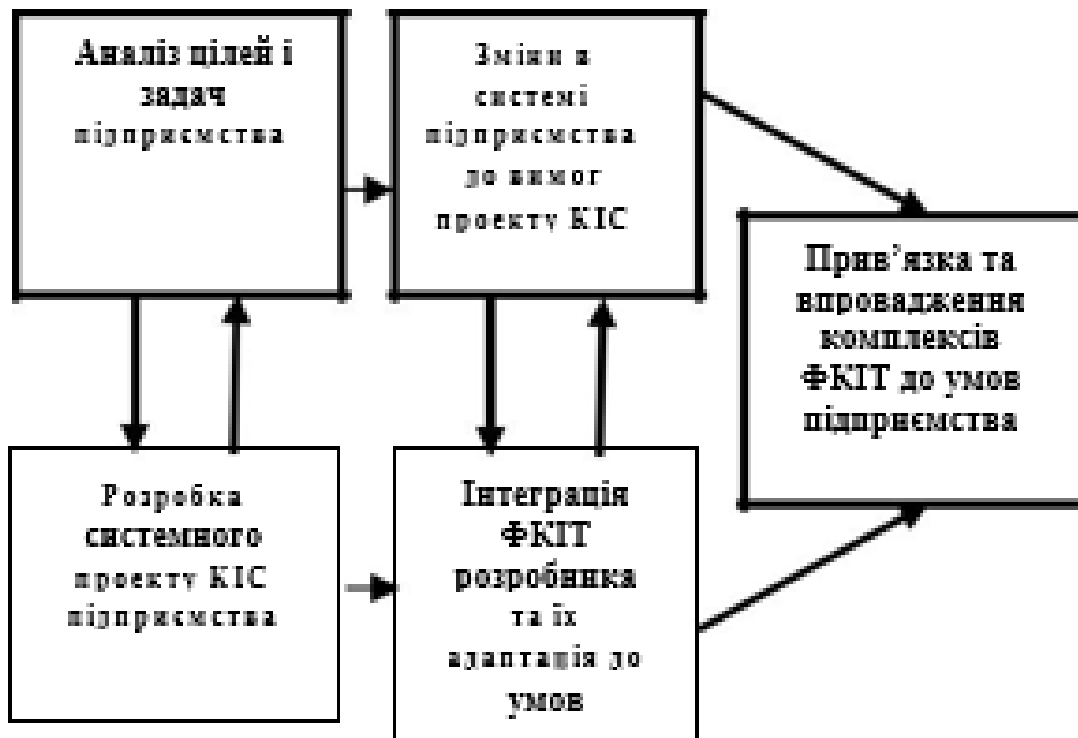 Аналіз цілей і
задач
підприємства
Зміни в
системі
підприємства
до вимог
проекту КІС
Прив’язка та
впровадження
комплексів
ФКІТ до умов
підприємства
Розробка
системного
проекту КІС
підприємства
Інтеграція
ФКІТ
розробника
та їх
адаптація до
умов